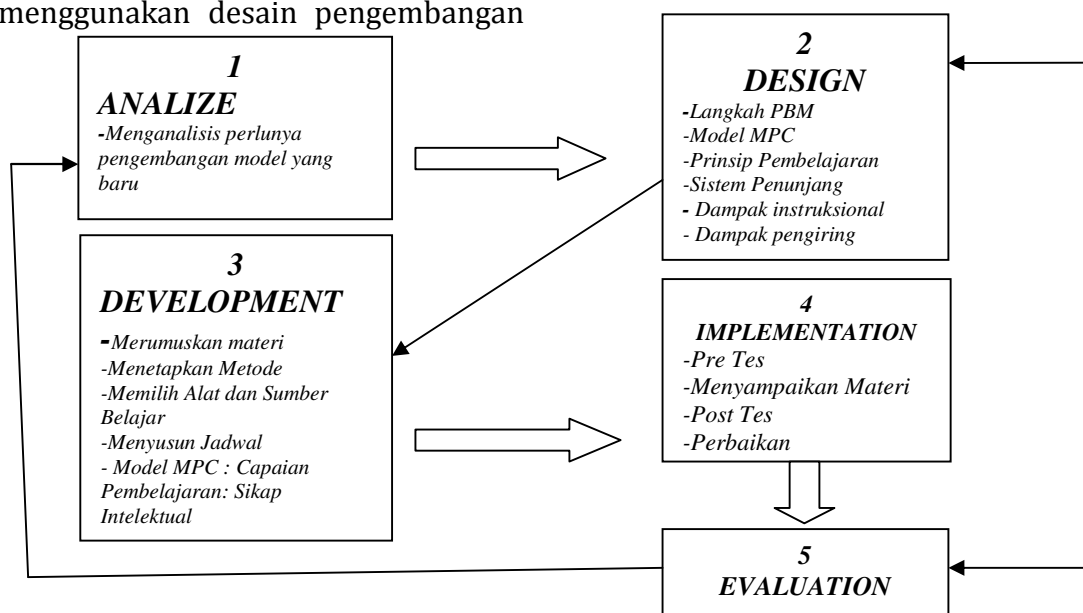 menggunakan desain pengembangan
1
ANALIZE
-Menganalisis perlunya
pengembangan model yang
baru
2
DESIGN
-Langkah PBM
-Model MPC
-Prinsip Pembelajaran
-Sistem Penunjang
- Dampak instruksional
- Dampak pengiring
3
DEVELOPMENT
-Merumuskan materi
-Menetapkan Metode
-Memilih Alat dan Sumber
Belajar
-Menyusun Jadwal
- Model MPC : Capaian
Pembelajaran: Sikap
Intelektual
4
IMPLEMENTATION
-Pre Tes
-Menyampaikan Materi
-Post Tes
-Perbaikan
5
EVALUATION